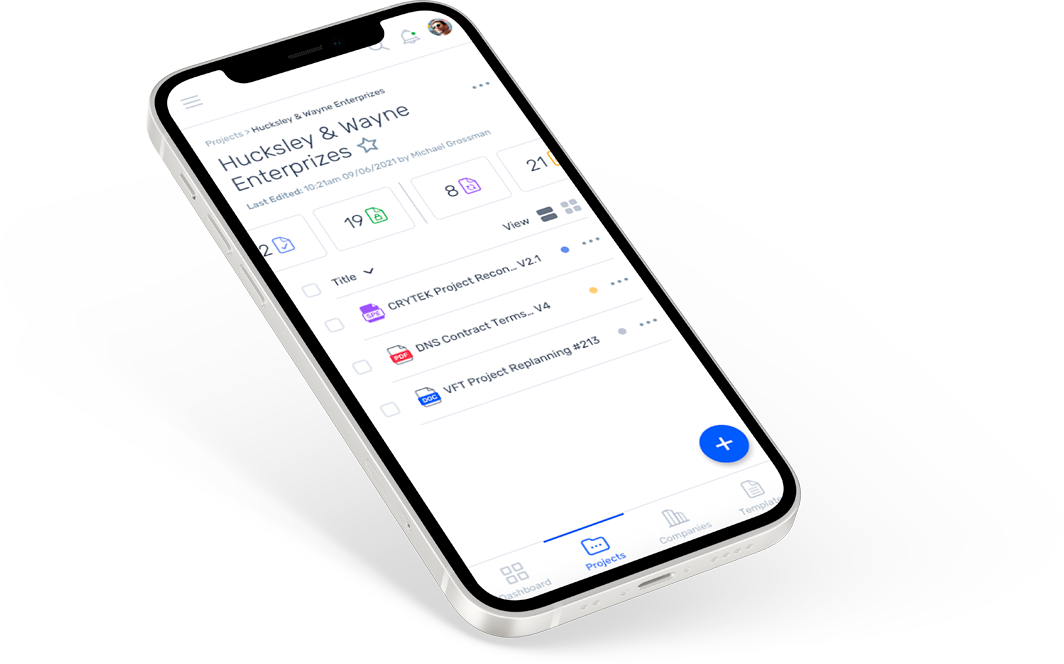 Projects > Hucksley & Wayne Enterprizes
Hucksley & Wayne
Enterprizes
Last Edited: 10:21am 09/06/2021 by Michael Grossman
2
19
8
21
View
Title
SPE CRYTEK Project Recon... V2.1
PDF DNS Contract Terms... V4
DOC VFT Project Replanning #213
Dashboard
Projects
Companies
Template